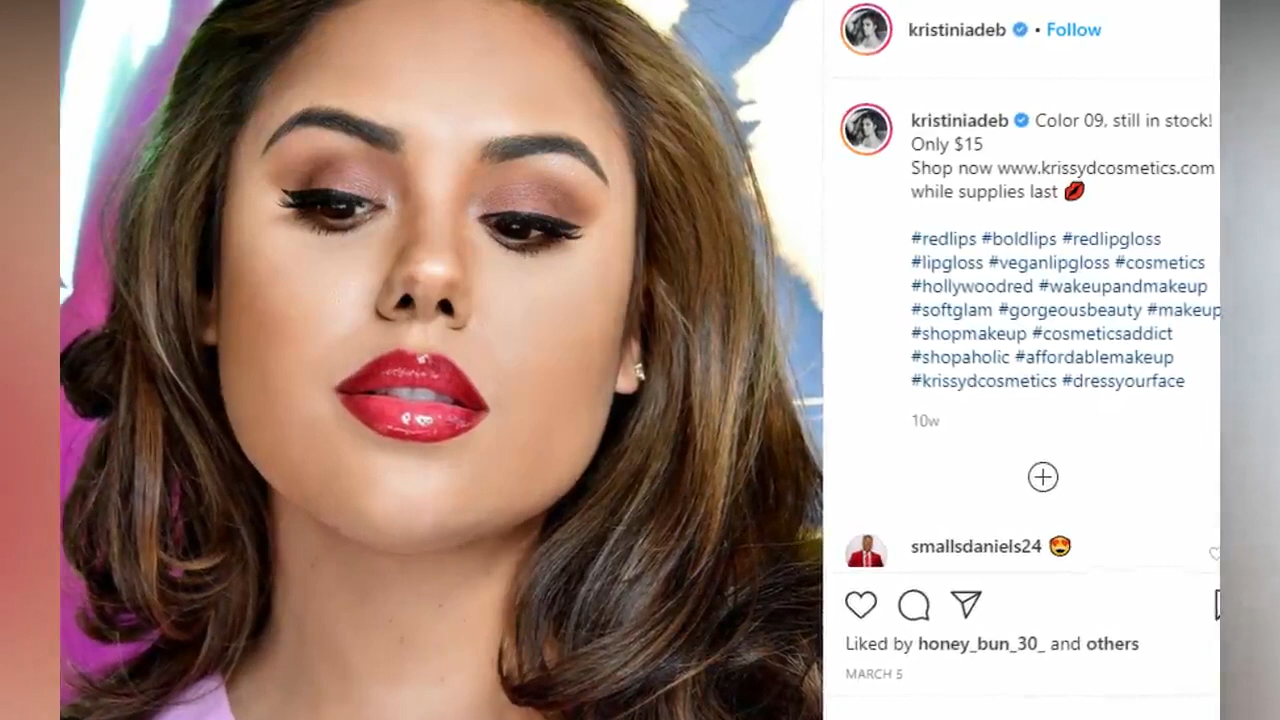 kristiniadeb • Follow
kristiniadeb Color 09, still in stock!
Only $15
Shop now www.krissydcosmetics.com
while supplies last 💋
#redlips #boldlips #redlipgloss
#lipgloss #veganlipgloss #cosmetics
#hollywoodred #wakeupandmakeup
#softglam #gorgeousbeauty #makeup
#shopmakeup #cosmeticsaddict
#shopaholic #affordablemakeup
#krissydcosmetics #dressyourface
10w
smallsdaniels24 😍
Liked by honey_bun_30_ and others
MARCH 5